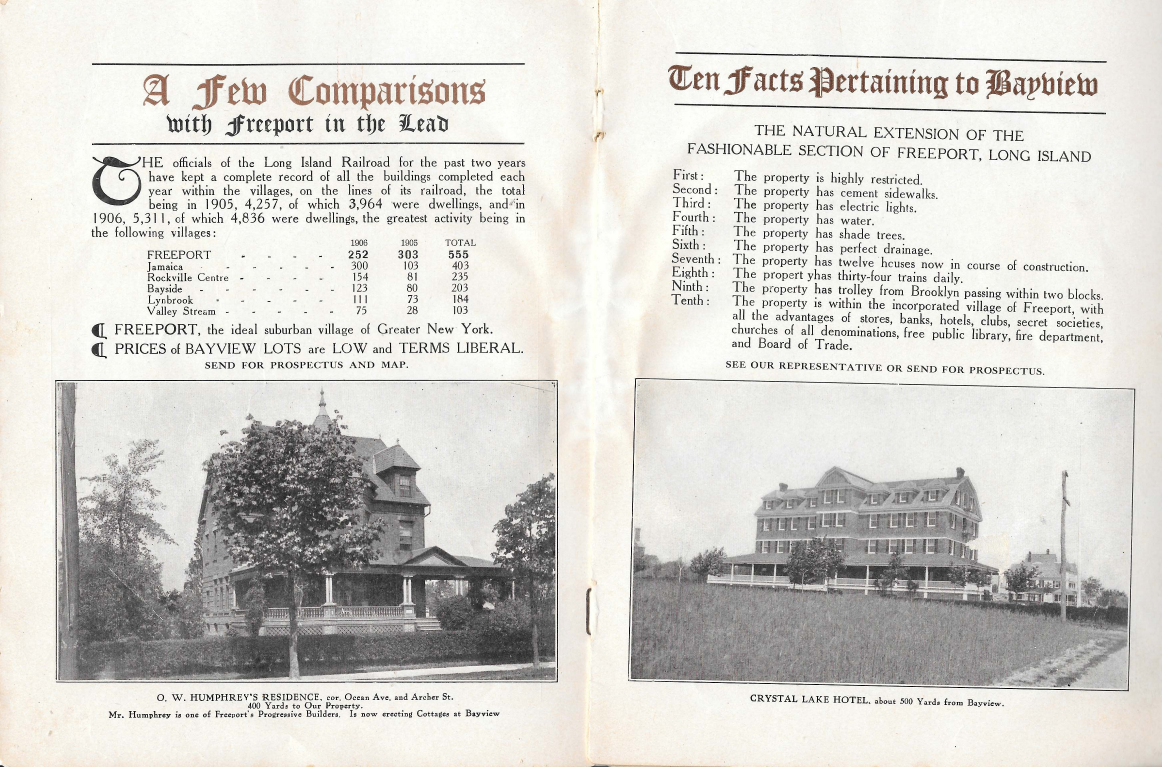 A Few Comparisons
with Freeport in the Lead
THE officials of the Long Island Railroad for the past two years
have kept a complete record of all the buildings completed each
year within the villages, on the lines of its railroad, the total
being in 1905, 4,257, of which 3,964 were dwellings, and in
1906, 5,311, of which 4,836 were dwellings, the greatest activity being in
the following villages:
1906 1905 TOTAL
FREEPORT - - - - 252 303 555
Jamaica - - - - - - 300 103 403
Rockville Centre - - - - - 154 81 235
Bayside - - - - - - 123 80 203
Lynbrook - - - - - 111 73 184
Valley Stream - - - - - 75 28 103
¶ FREEPORT, the ideal suburban village of Greater New York.
¶ PRICES of BAYVIEW LOTS are LOW and TERMS LIBERAL.
SEND FOR PROSPECTUS AND MAP.
O. W. HUMPHREY'S RESIDENCE, cor. Ocean Ave. and Archer St.
400 Yards to Our Property.
Mr. Humphrey is one of Freeport's Progressive Builders. Is now erecting Cottages at Bayview
Ten Facts Pertaining to Bayview
THE NATURAL EXTENSION OF THE
FASHIONABLE SECTION OF FREEPORT, LONG ISLAND
First: The property is highly restricted.
Second: The property has cement sidewalks.
Third: The property has electric lights.
Fourth: The property has water.
Fifth: The property has shade trees.
Sixth: The property has perfect drainage.
Seventh: The property has twelve hcuses now in course of construction.
Eighth: The propert yhas thirty-four trains daily.
Ninth: The property has trolley from Brooklyn passing within two blocks.
Tenth: The property is within the incorporated village of Freeport, with
all the advantages of stores, banks, hotels, clubs, secret societies,
churches of all denominations, free public library, fire department,
and Board of Trade.
SEE OUR REPRESENTATIVE OR SEND FOR PROSPECTUS.
CRYSTAL LAKE HOTEL, about 500 Yards from Bayview.